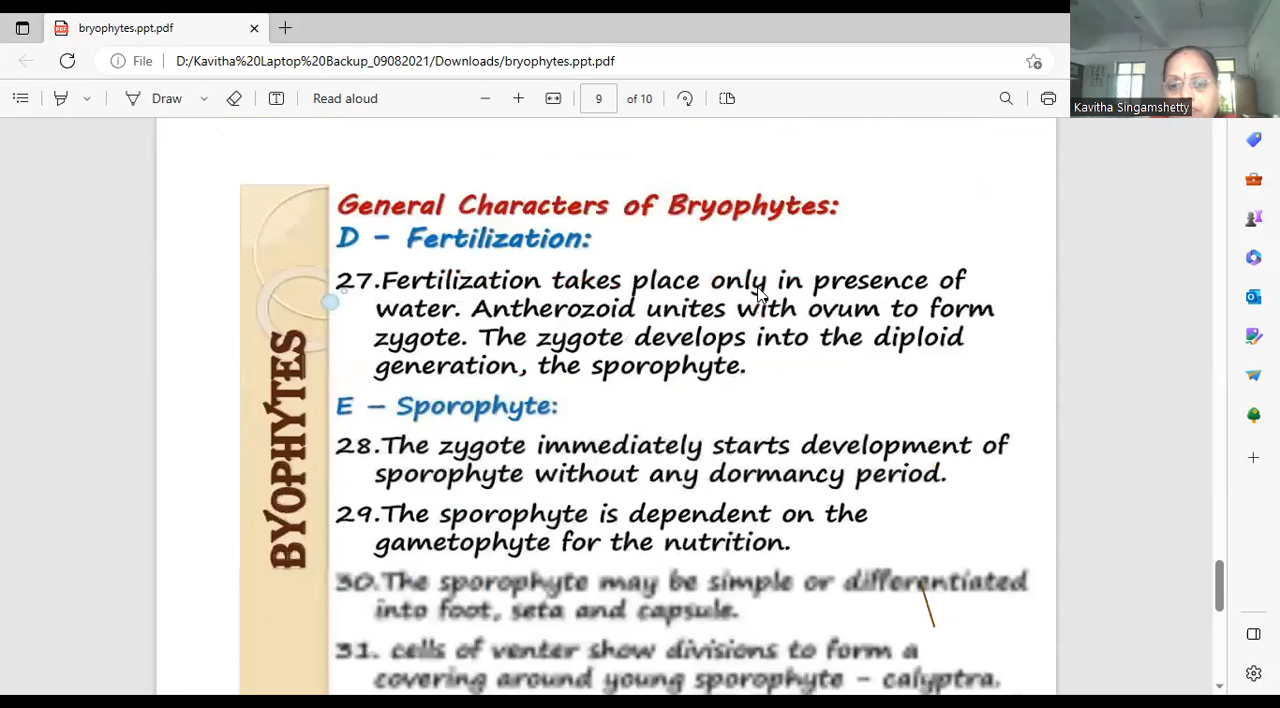 bryophytes.ppt.pdf
File
D:/Kavitha%20Laptop%20Backup_09082021/Downloads/bryophytes.ppt.pdf
Draw
Read aloud
9
of 10
Kavitha Singamshetty
General Characters of Bryophytes:
D – Fertilization:
27.Fertilization takes place only in presence of
water. Antherozoid unites with ovum to form
zygote. The zygote develops into the diploid
generation, the sporophyte.
E – Sporophyte:
28.The zygote immediately starts development of
sporophyte without any dormancy period.
29.The sporophyte is dependent on the
gametophyte for the nutrition.
30.The sporophyte may be simple or differentiated
into foot, seta and capsule.
31. cells of venter show divisions to form a
covering around young sporophyte – calyptra.
BYOPHYTES